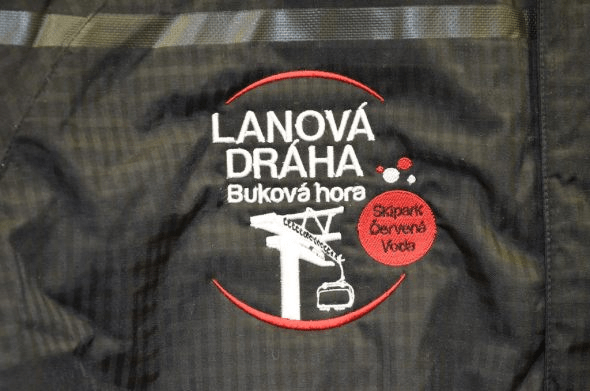 LANOVÁ
DRÁHA
Buková hora
Skipark
Červená
Voda